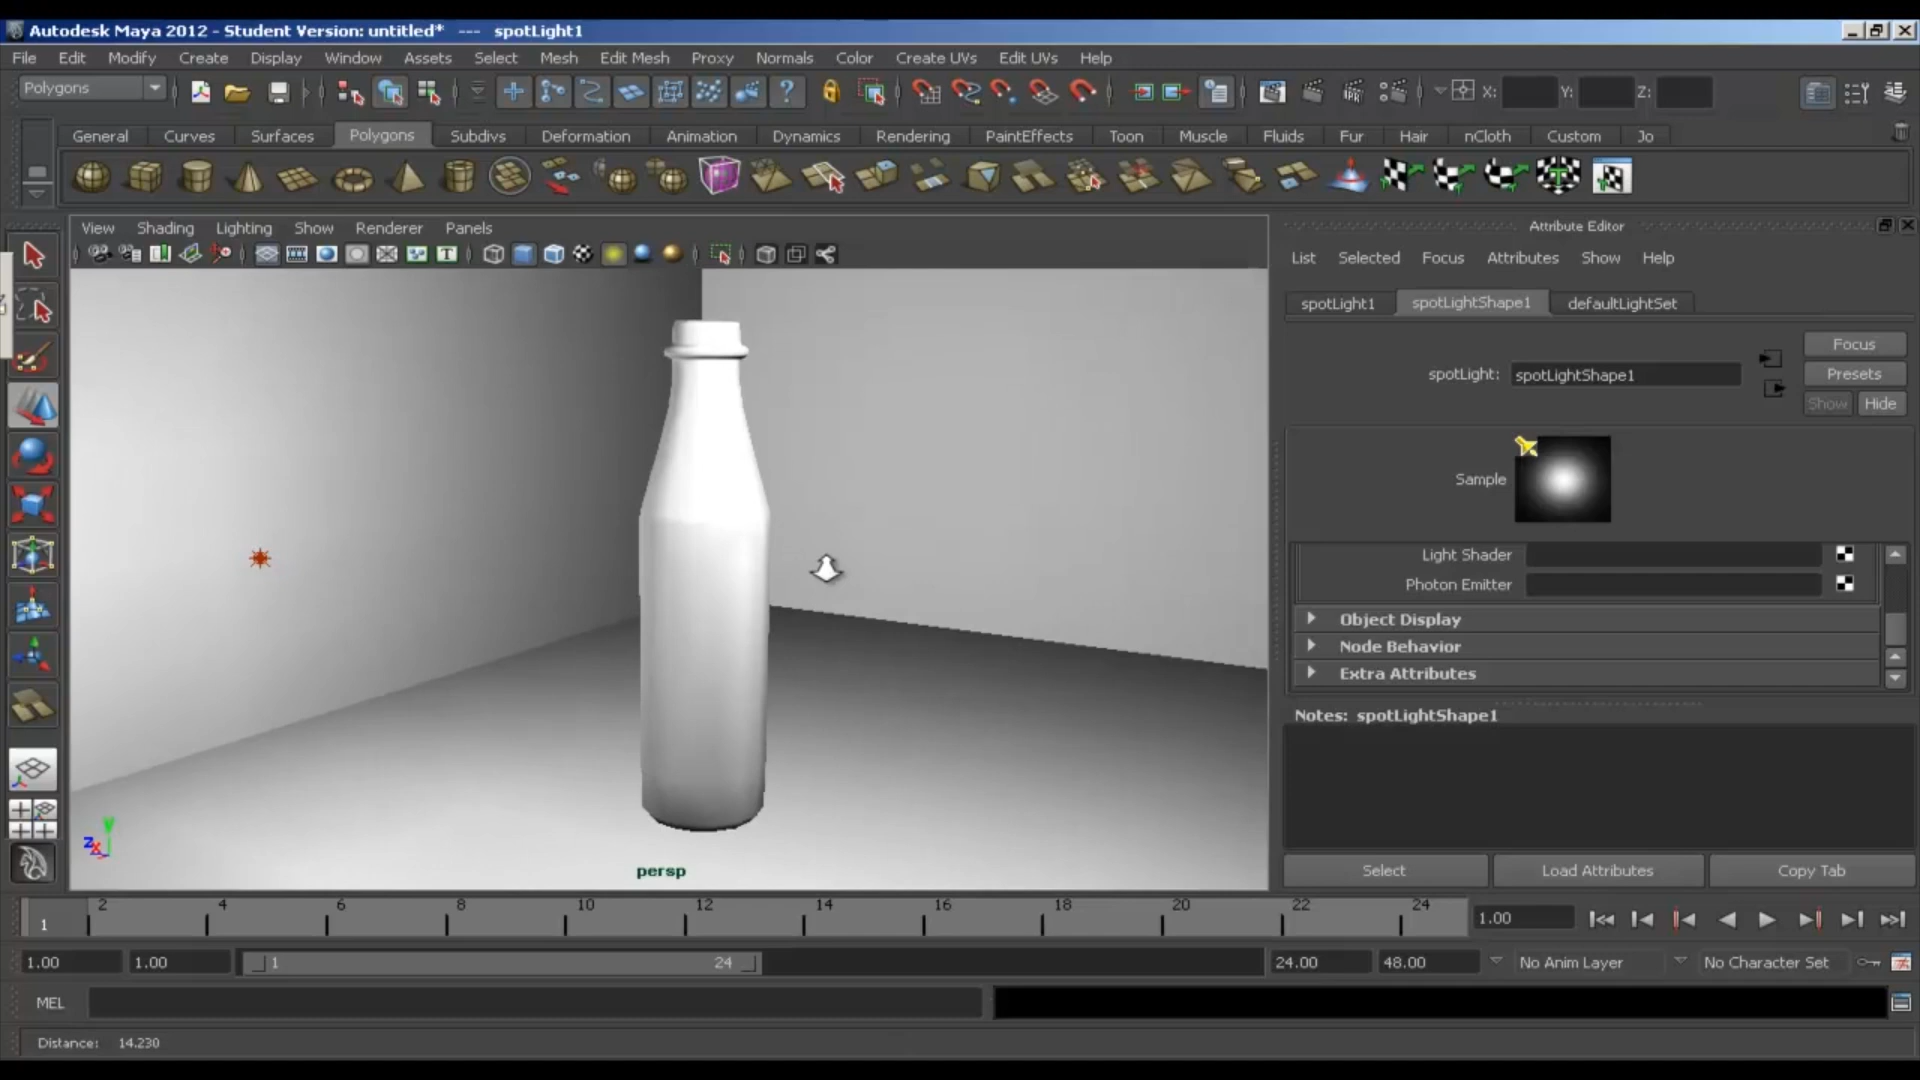 Autodesk Maya 2012 - Student Version: untitled* --- spotLight1
File Edit Modify Create Display Window Assets Select Mesh Edit Mesh Proxy Normals Color Create UVs Edit UVs Help
Polygons X: Y: Z:
General Curves Surfaces Polygons Subdivs Deformation Animation Dynamics Rendering PaintEffects Toon Muscle Fluids Fur Hair nCloth Custom Jo
View Shading Lighting Show Renderer Panels
persp
Attribute Editor
List Selected Focus Attributes Show Help
spotLight1 spotLightShape1 defaultLightSet
Focus
spotLight: spotLightShape1
Presets
Show Hide
Sample
Light Shader
Photon Emitter
Object Display
Node Behavior
Extra Attributes
Notes: spotLightShape1
Select Load Attributes Copy Tab
1 2 4 6 8 10 12 14 16 18 20 22 24 1.00
1.00 1.00 1 24 24.00 48.00 No Anim Layer No Character Set
MEL
Distance: 14.230